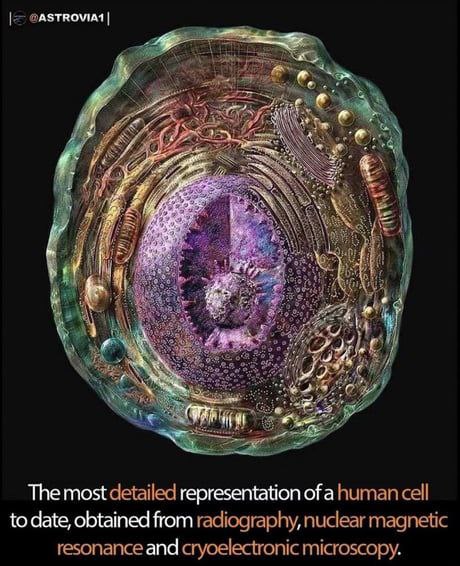 @ASTROVIA1
The most detailed representation of a human cell
to date, obtained from radiography, nuclear magnetic
resonance and cryoelectronic microscopy.